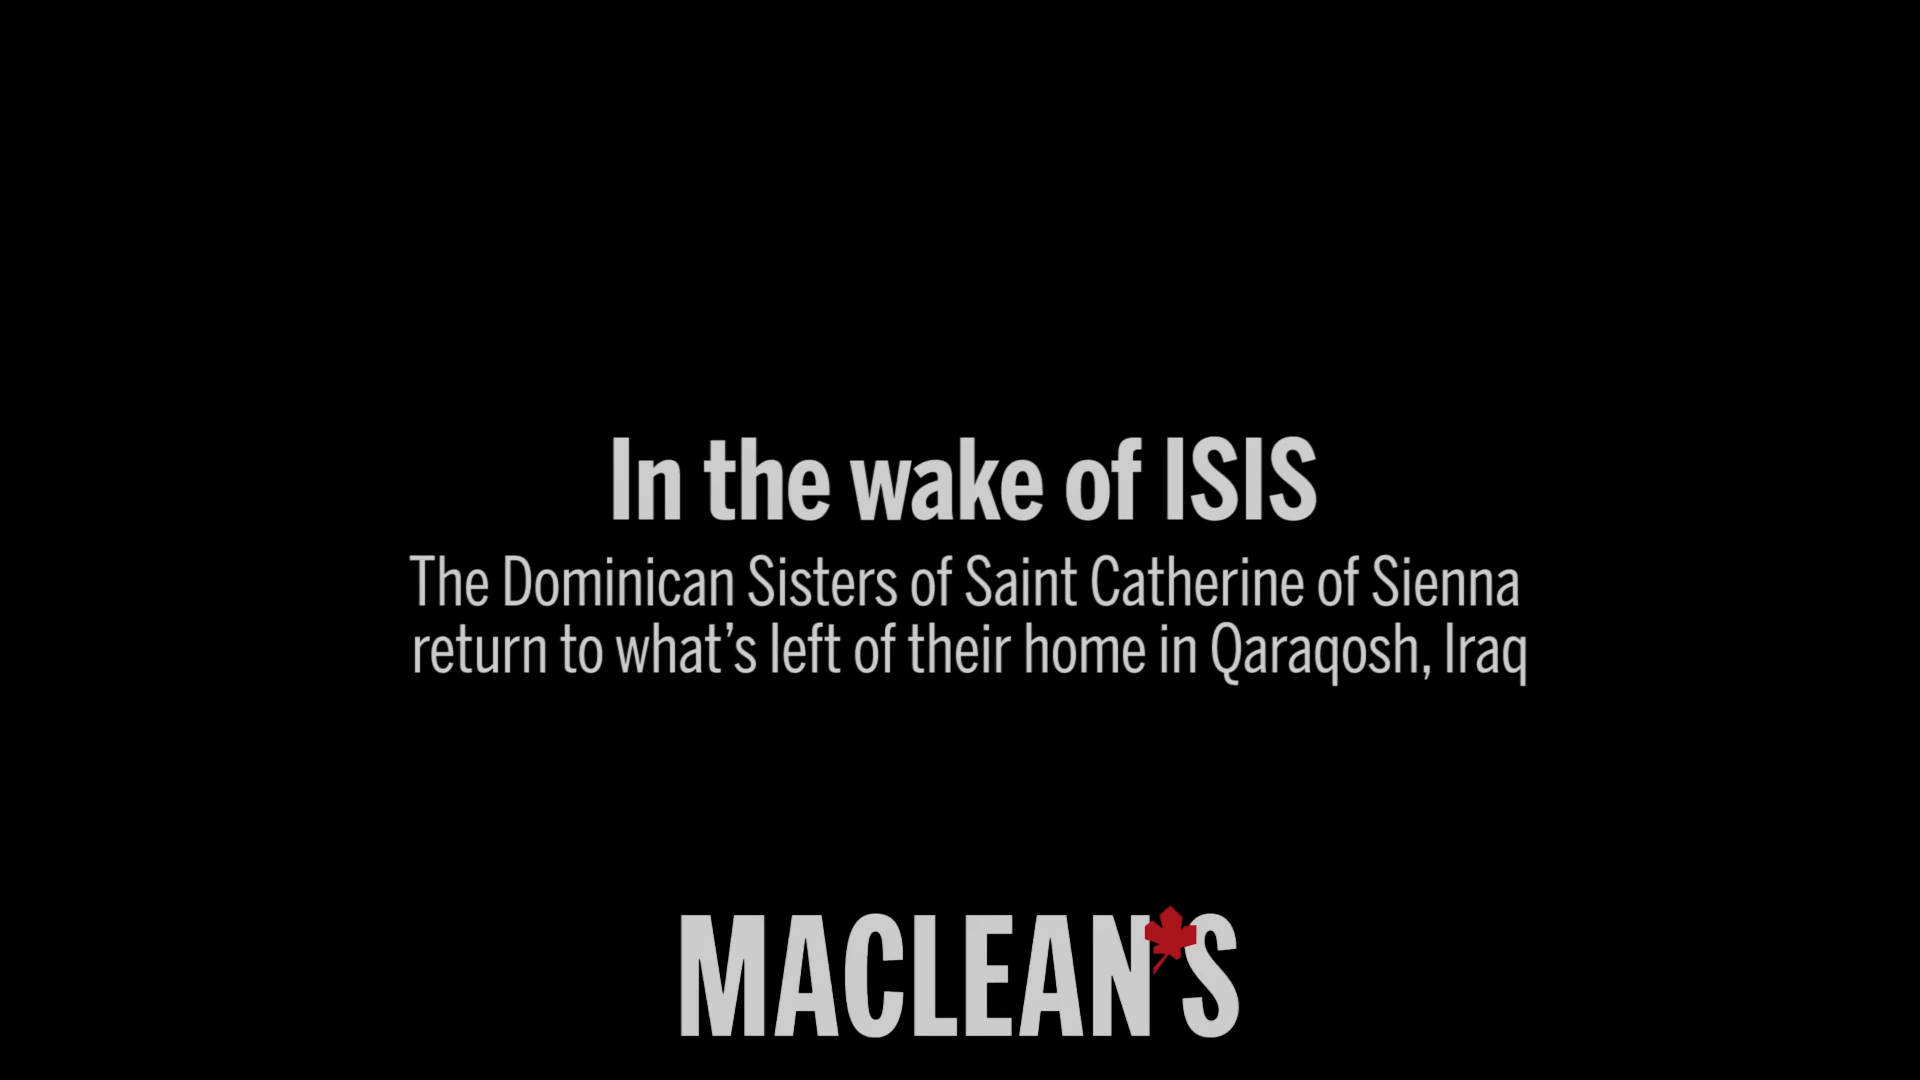 In the wake of ISIS
The Dominican Sisters of Saint Catherine of Sienna
return to what’s left of their home in Qaraqosh, Iraq
MACLEAN'S